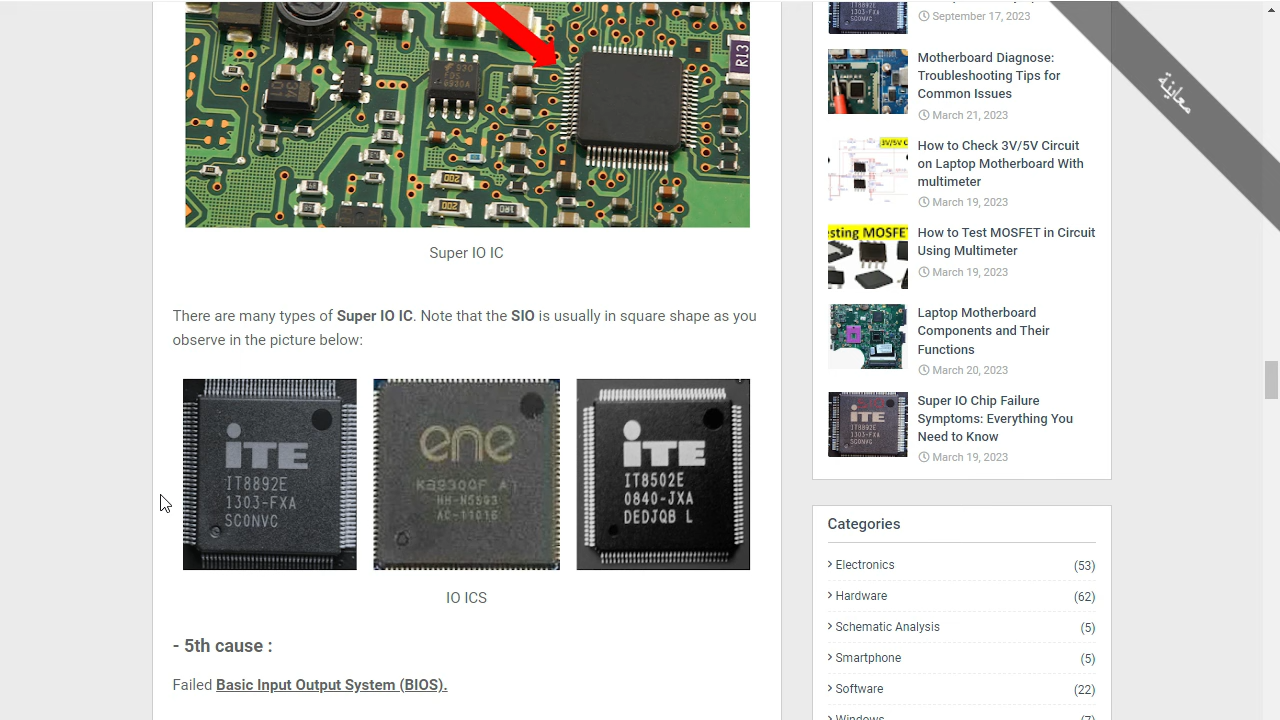 Super IO IC
There are many types of Super IO IC. Note that the SIO is usually in square shape as you
observe in the picture below:
iTE
IT8892E
1303-FXA
SCONVC
ene
iTE
IT8502E
0840-JXA
DEDJQB L
IO ICS
- 5th cause :
Failed Basic Input Output System (BIOS).
R13
September 17, 2023
Motherboard Diagnose:
Troubleshooting Tips for
Common Issues
March 21, 2023
How to Check 3V/5V Circuit
on Laptop Motherboard With
multimeter
March 19, 2023
How to Test MOSFET in Circuit
Using Multimeter
March 19, 2023
Laptop Motherboard
Components and Their
Functions
March 20, 2023
Super IO Chip Failure
Symptoms: Everything You
Need to Know
March 19, 2023
Categories
Electronics (53)
Hardware (62)
Schematic Analysis (5)
Smartphone (5)
Software (22)
معاينة